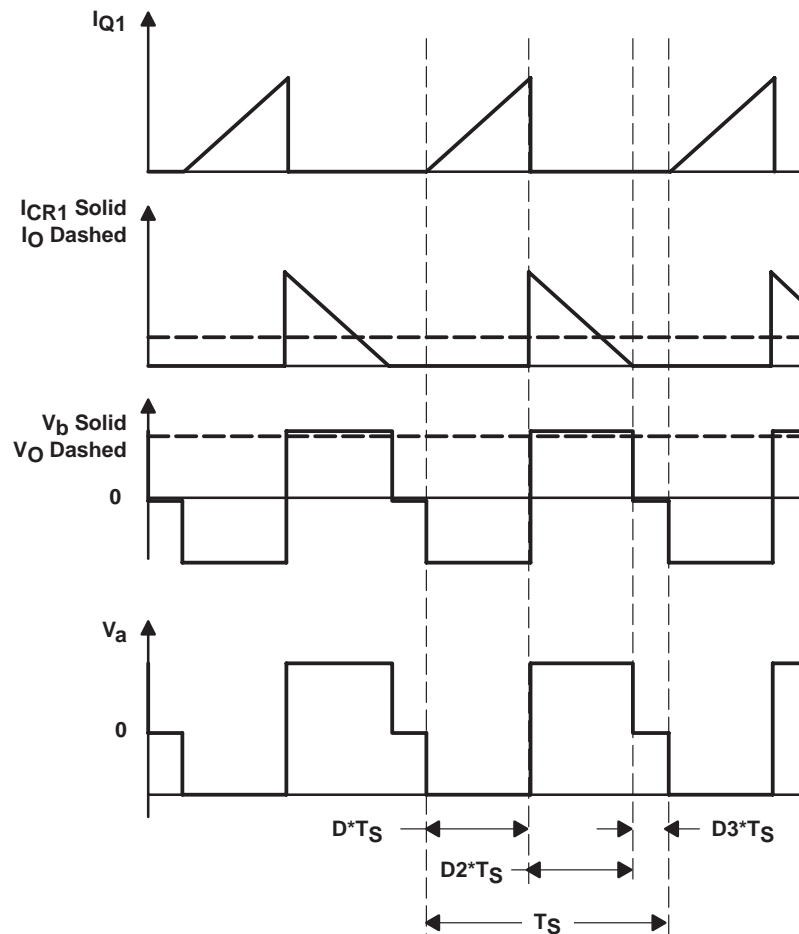 IQ1
ICR1 Solid
IO Dashed
Vb Solid
VO Dashed
0
Va
0
D*TS
D3*TS
D2*TS
TS